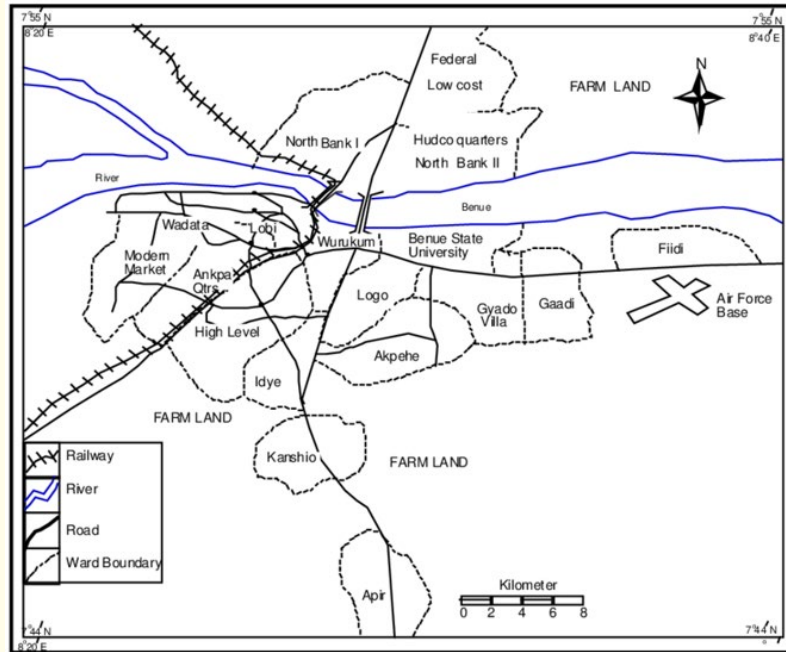 7°55 N
8°20 E
7°55 N
8°40 E
N
Federal
Low cost
FARM LAND
North Bank I
Hudco quarters
North Bank II
River
Benue
Wadata
Lobi
Wurukum
Benue State
University
Fiidi
Modern
Market
Ankpa
Qtrs
Logo
Gyado
Villa
Gaadi
Air Force
Base
High Level
Akpehe
Idye
FARM LAND
Kanshio
FARM LAND
Railway
River
Road
Ward Boundary
Apir
Kilometer
0 2 4 6 8
7°44 N
8°20 E
7°44 N